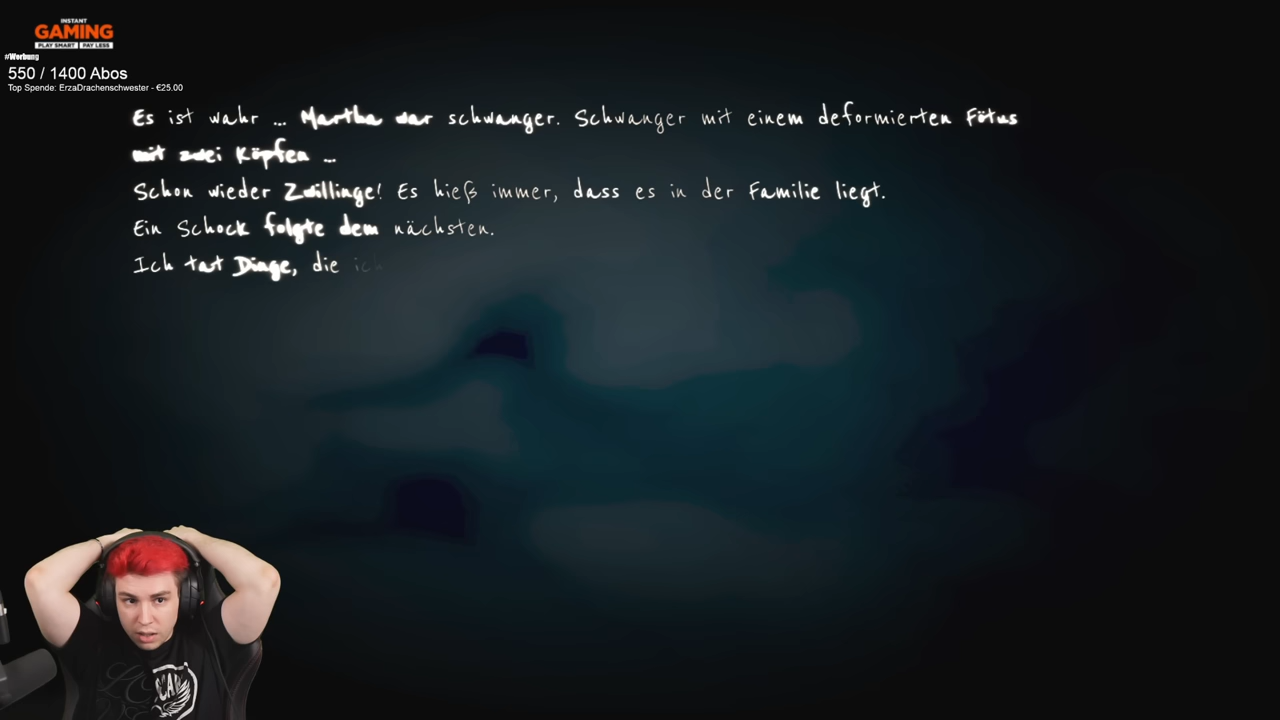 INSTANT
GAMING
PLAY SMART PAY LESS
#Werbung
550 / 1400 Abos
Top Spende: ErzaDrachenschwester - €25.00
Es ist wahr ... Martha war schwanger. Schwanger mit einem deformierten Fötus
mit zwei Köpfen ...
Schon wieder Zwillinge! Es hieß immer, dass es in der Familie liegt.
Ein Schock folgte dem nächsten.
Ich tat Dinge, die ich